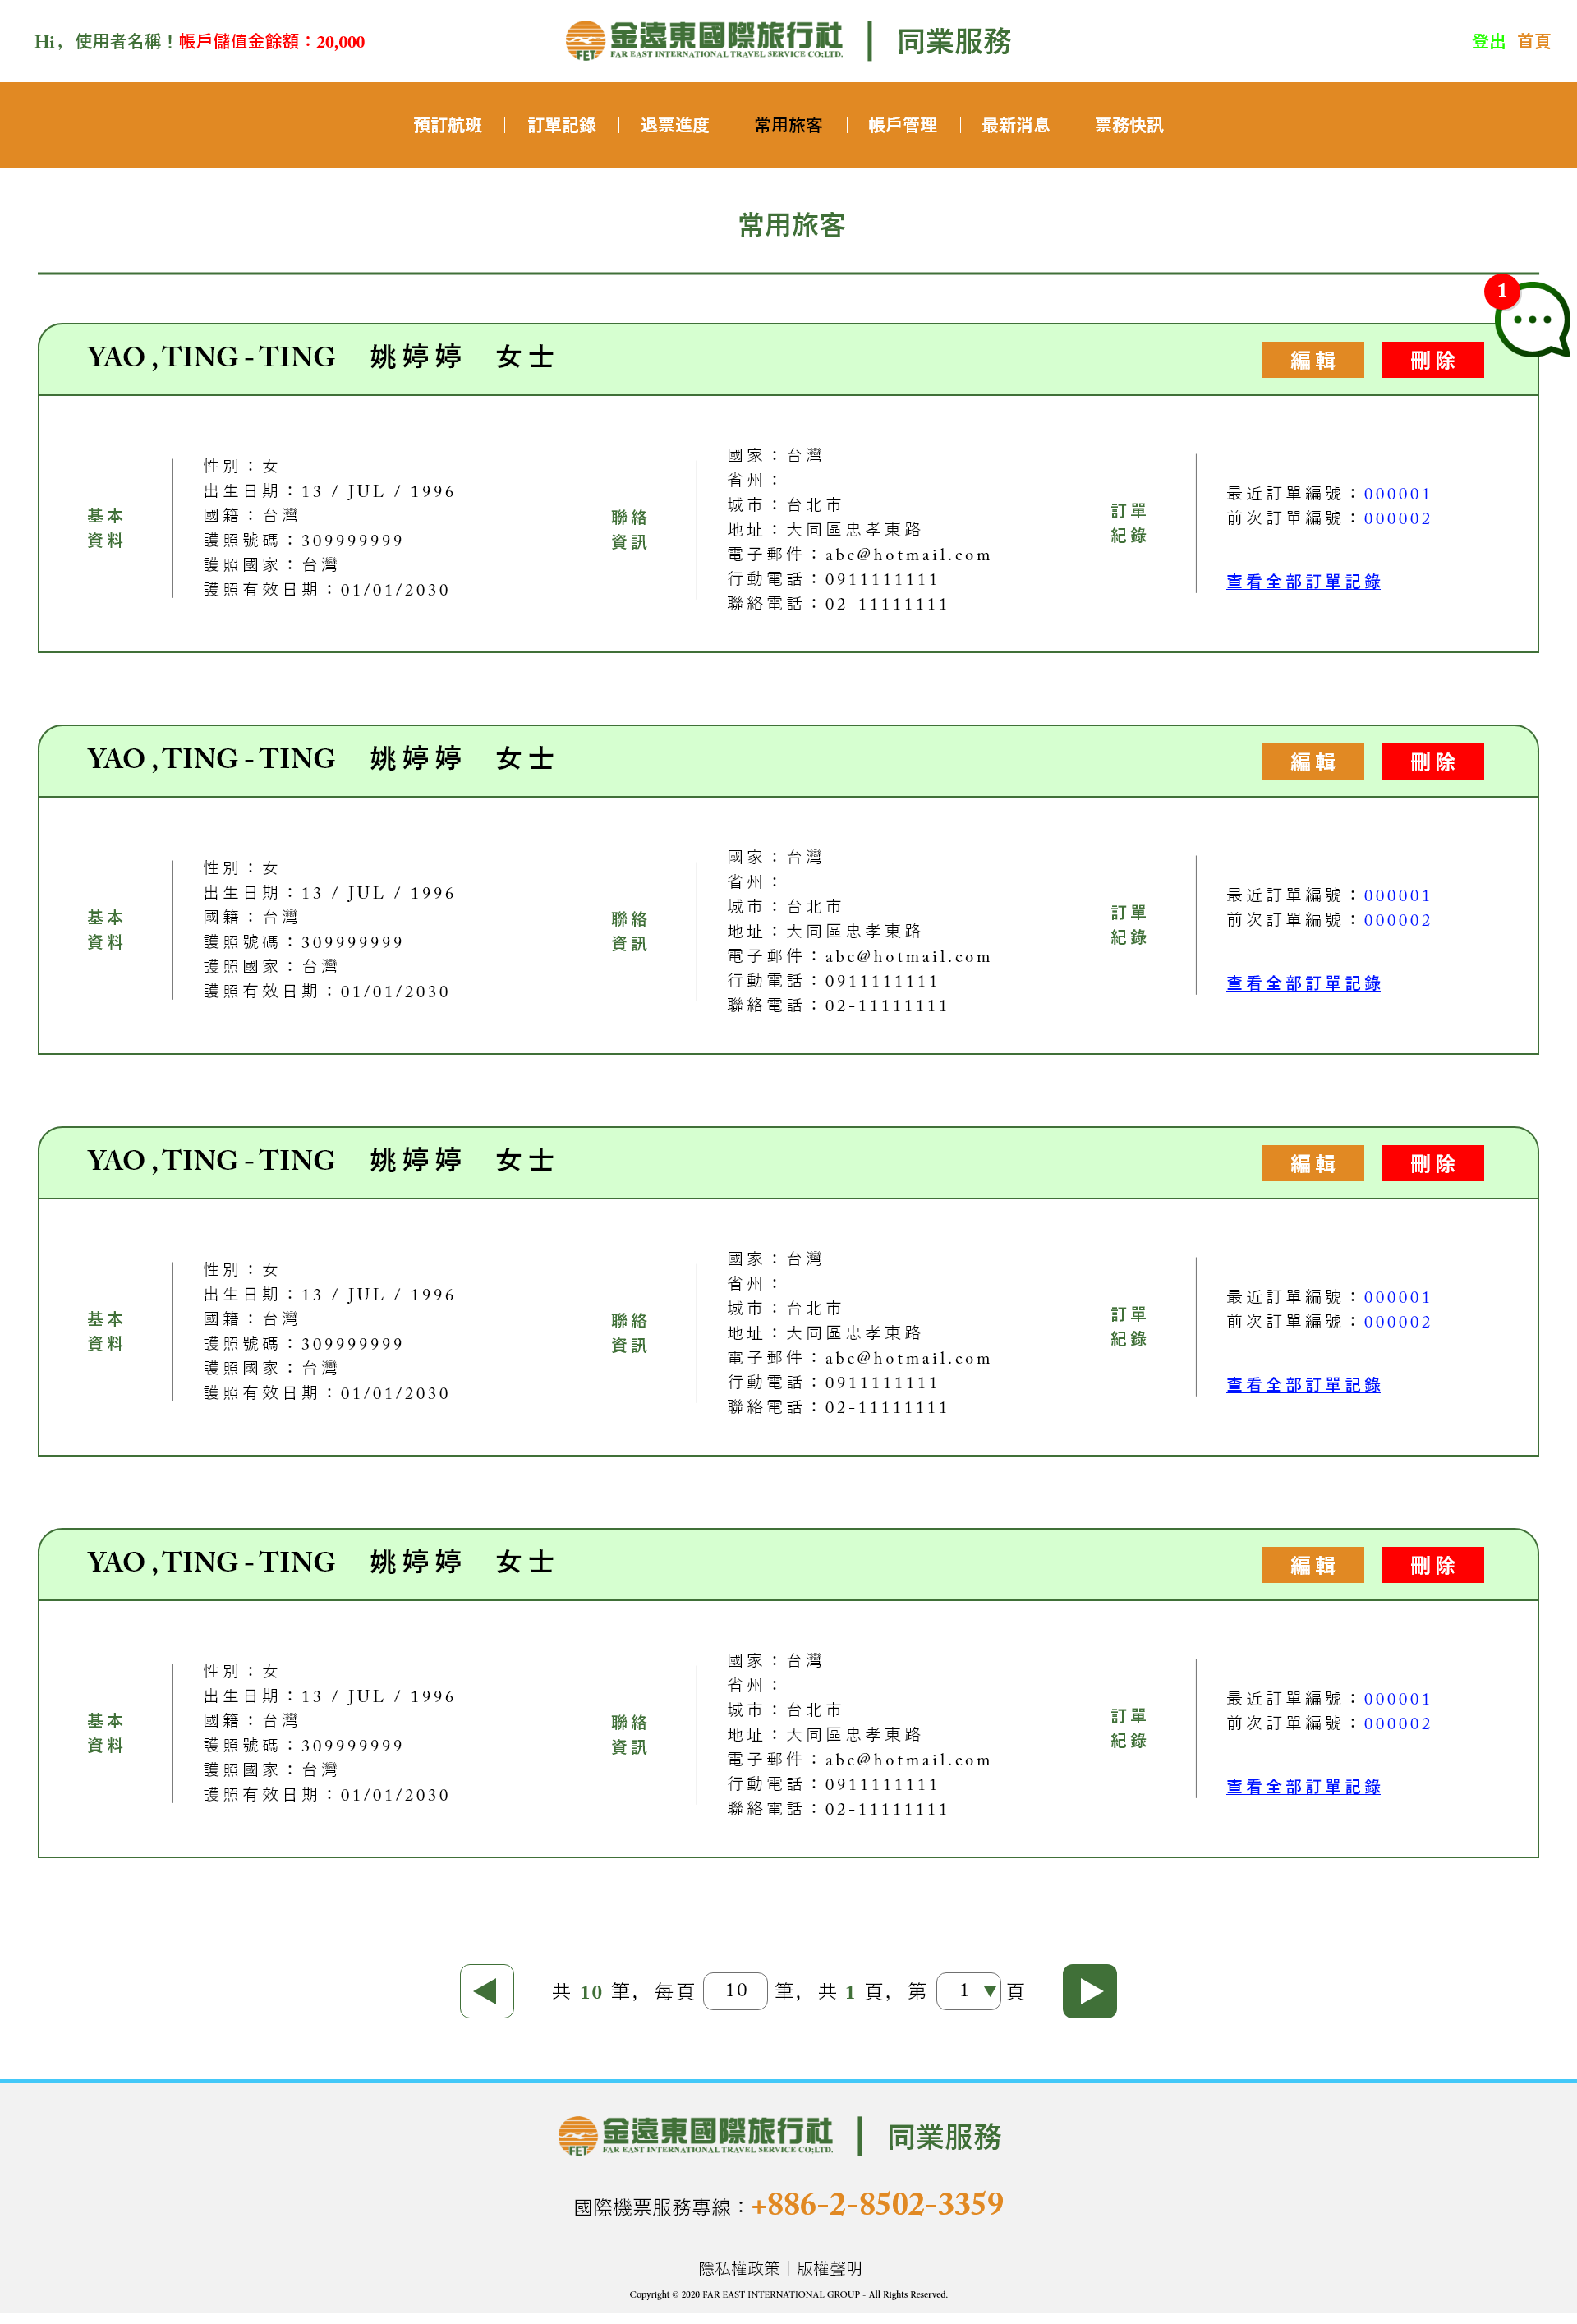 Hi，使用者名稱！帳戶儲值金餘額：20,000
金遠東國際旅行社
FAR EAST INTERNATIONAL TRAVEL SERVICE CO;LTD.
FET
同業服務
登出 首頁
預訂航班 訂單記錄 退票進度 常用旅客 帳戶管理 最新消息 票務快訊
常用旅客
1
YAO ,TING - TING 姚婷婷 女士
編輯 刪除
基本
資料
性別：女
出生日期：13 / JUL / 1996
國籍：台灣
護照號碼：309999999
護照國家：台灣
護照有效日期：01/01/2030
聯絡
資訊
國家：台灣
省州：
城市：台北市
地址：大同區忠孝東路
電子郵件：abc@hotmail.com
行動電話：0911111111
聯絡電話：02-11111111
訂單
紀錄
最近訂單編號：000001
前次訂單編號：000002
查看全部訂單記錄
YAO ,TING - TING 姚婷婷 女士
編輯 刪除
基本
資料
性別：女
出生日期：13 / JUL / 1996
國籍：台灣
護照號碼：309999999
護照國家：台灣
護照有效日期：01/01/2030
聯絡
資訊
國家：台灣
省州：
城市：台北市
地址：大同區忠孝東路
電子郵件：abc@hotmail.com
行動電話：0911111111
聯絡電話：02-11111111
訂單
紀錄
最近訂單編號：000001
前次訂單編號：000002
查看全部訂單記錄
YAO ,TING - TING 姚婷婷 女士
編輯 刪除
基本
資料
性別：女
出生日期：13 / JUL / 1996
國籍：台灣
護照號碼：309999999
護照國家：台灣
護照有效日期：01/01/2030
聯絡
資訊
國家：台灣
省州：
城市：台北市
地址：大同區忠孝東路
電子郵件：abc@hotmail.com
行動電話：0911111111
聯絡電話：02-11111111
訂單
紀錄
最近訂單編號：000001
前次訂單編號：000002
查看全部訂單記錄
YAO ,TING - TING 姚婷婷 女士
編輯 刪除
基本
資料
性別：女
出生日期：13 / JUL / 1996
國籍：台灣
護照號碼：309999999
護照國家：台灣
護照有效日期：01/01/2030
聯絡
資訊
國家：台灣
省州：
城市：台北市
地址：大同區忠孝東路
電子郵件：abc@hotmail.com
行動電話：0911111111
聯絡電話：02-11111111
訂單
紀錄
最近訂單編號：000001
前次訂單編號：000002
查看全部訂單記錄
共 10 筆，每頁 10 筆，共 1 頁，第 1 頁
金遠東國際旅行社
FAR EAST INTERNATIONAL TRAVEL SERVICE CO;LTD.
FET
同業服務
國際機票服務專線：+886-2-8502-3359
隱私權政策｜版權聲明
Copyright © 2020 FAR EAST INTERNATIONAL GROUP - All Rights Reserved.